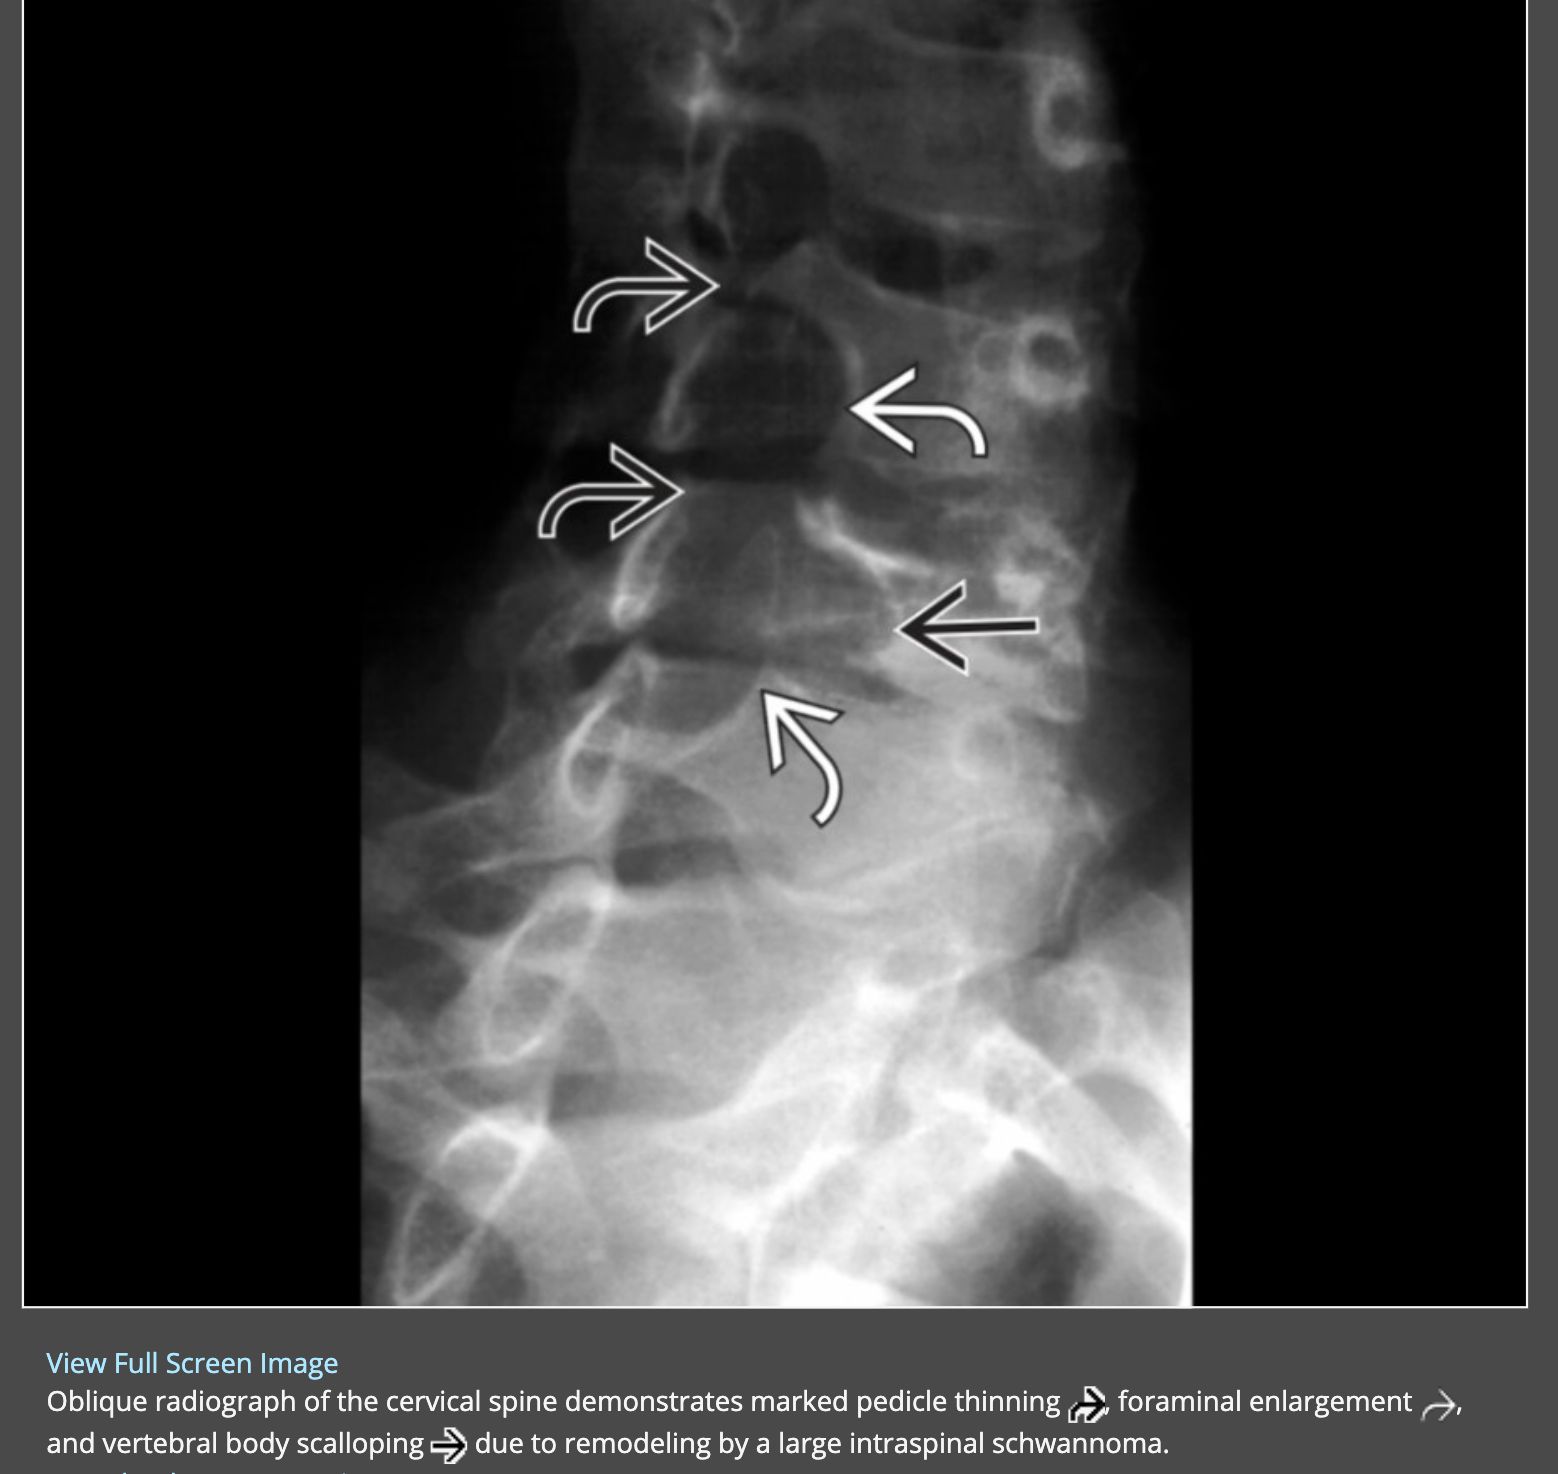 View Full Screen Image
Oblique radiograph of the cervical spine demonstrates marked pedicle thinning , foraminal enlargement ,
and vertebral body scalloping due to remodeling by a large intraspinal schwannoma.